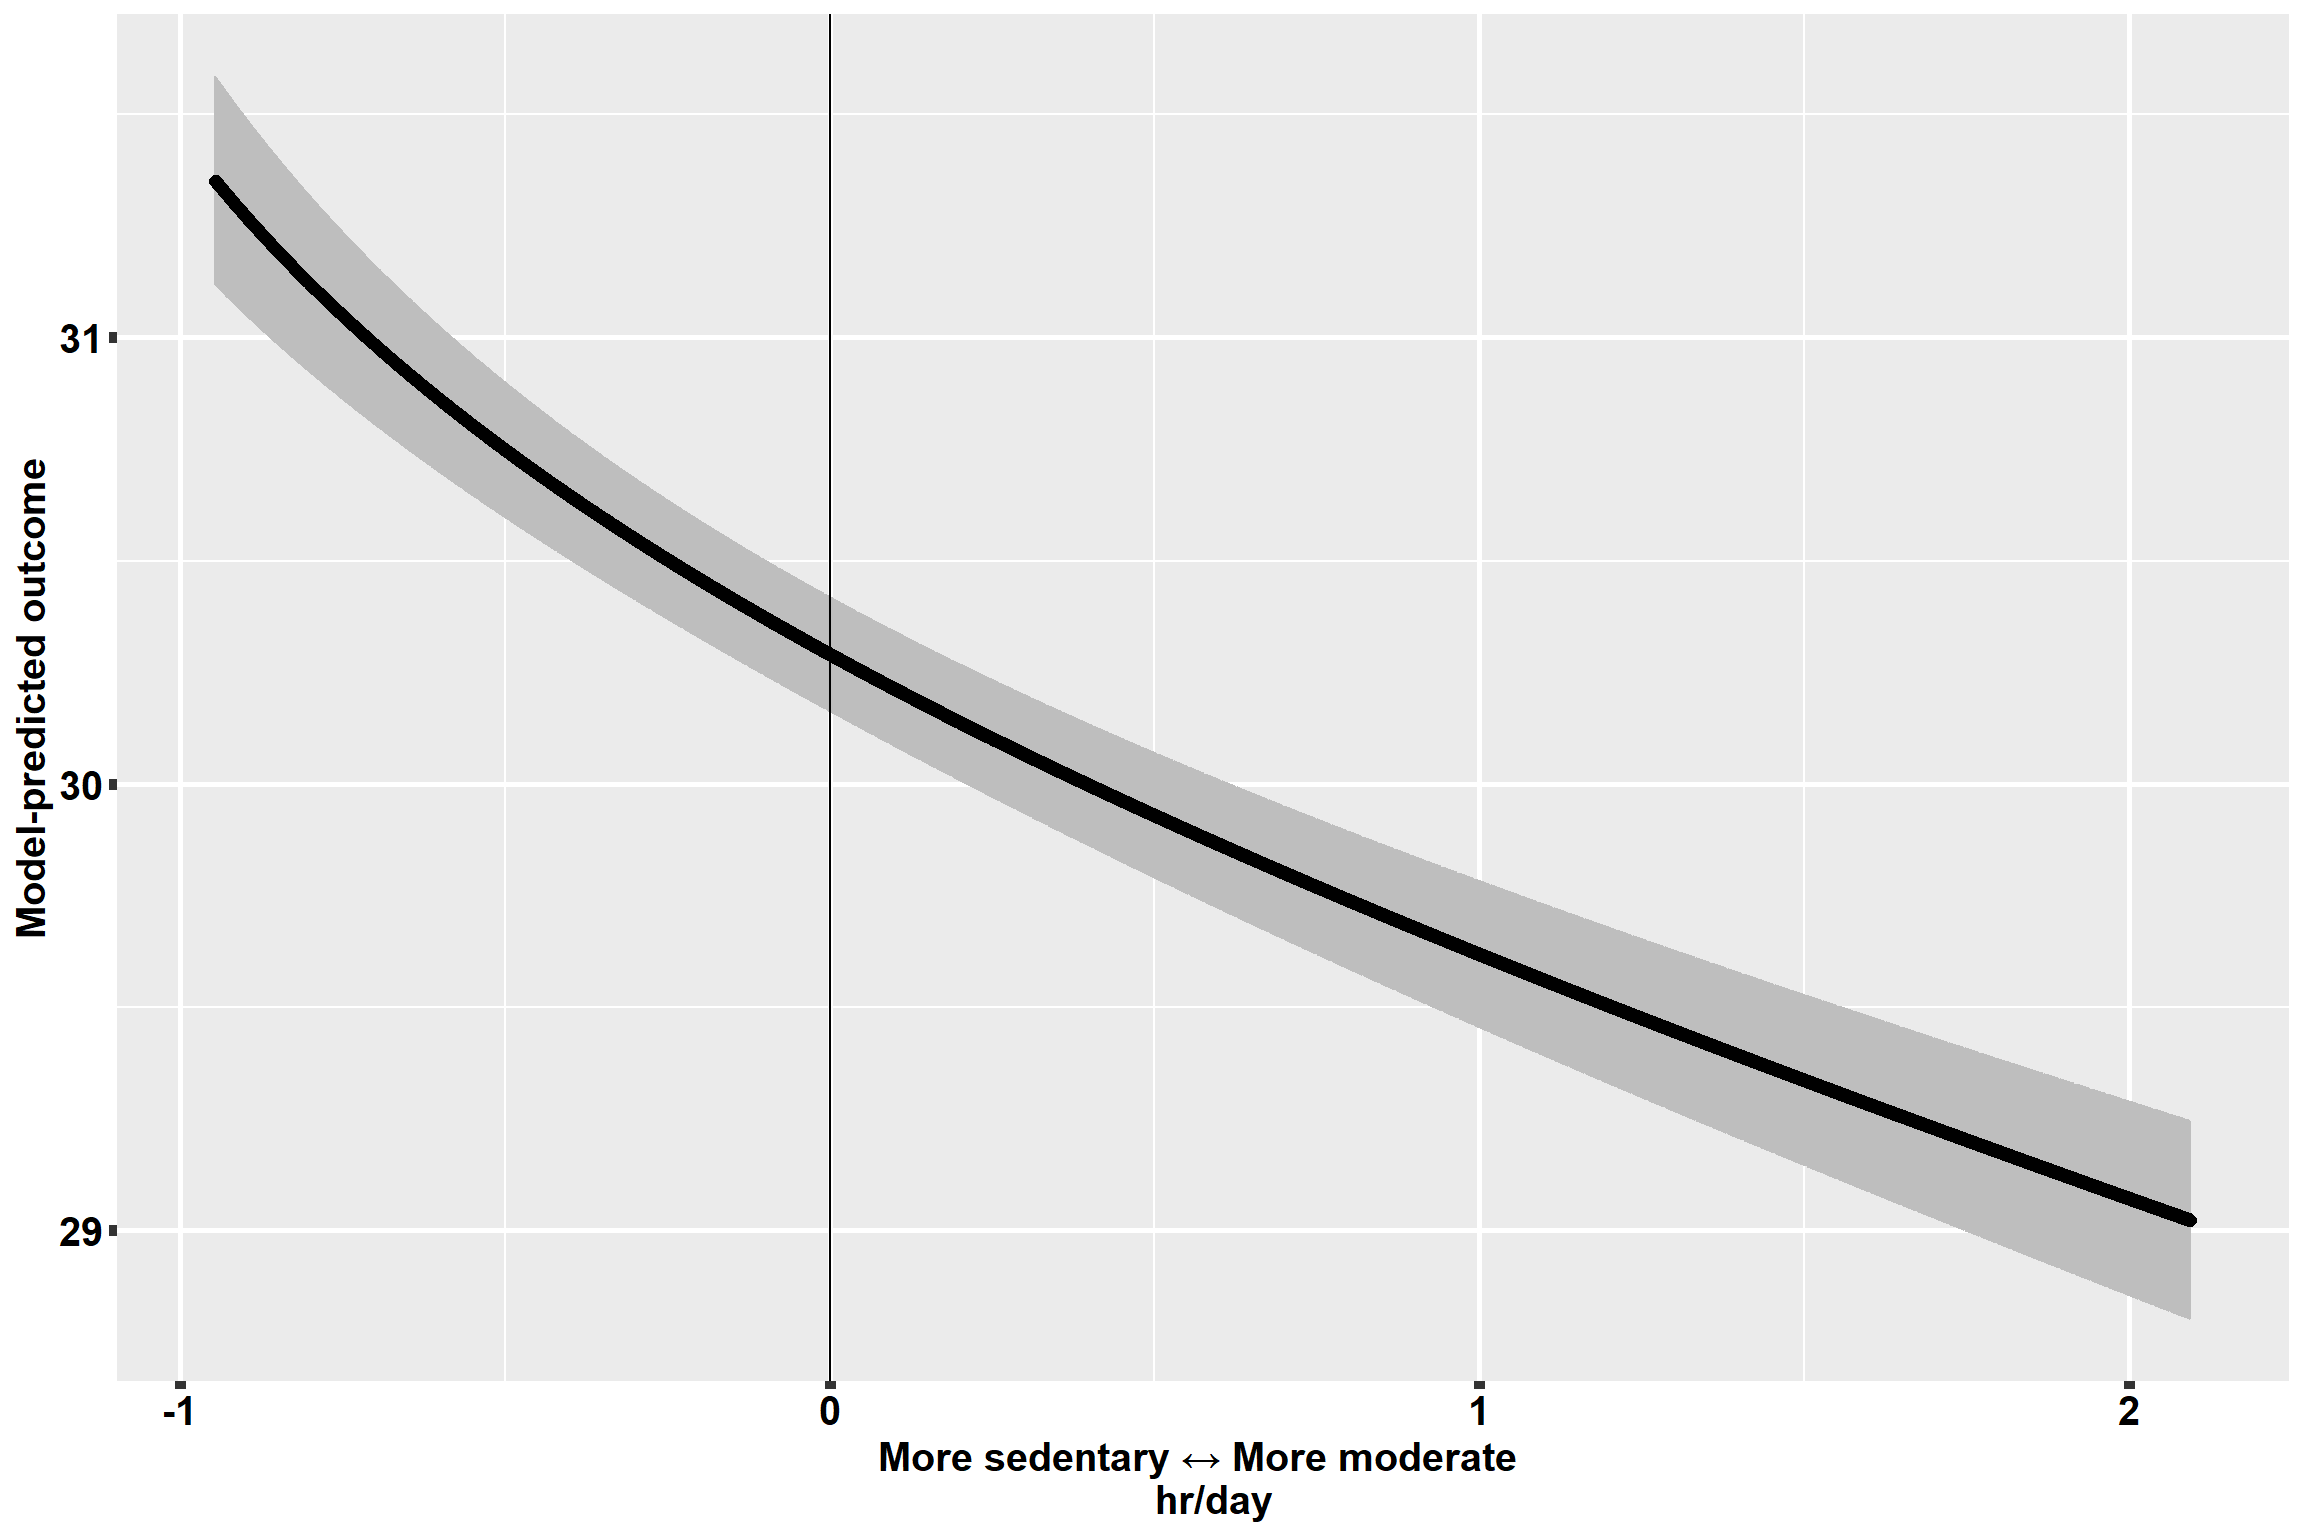 Model-predicted outcome
31
30
29
-1 0 1 2
More sedentary ↔ More moderate
hr/day